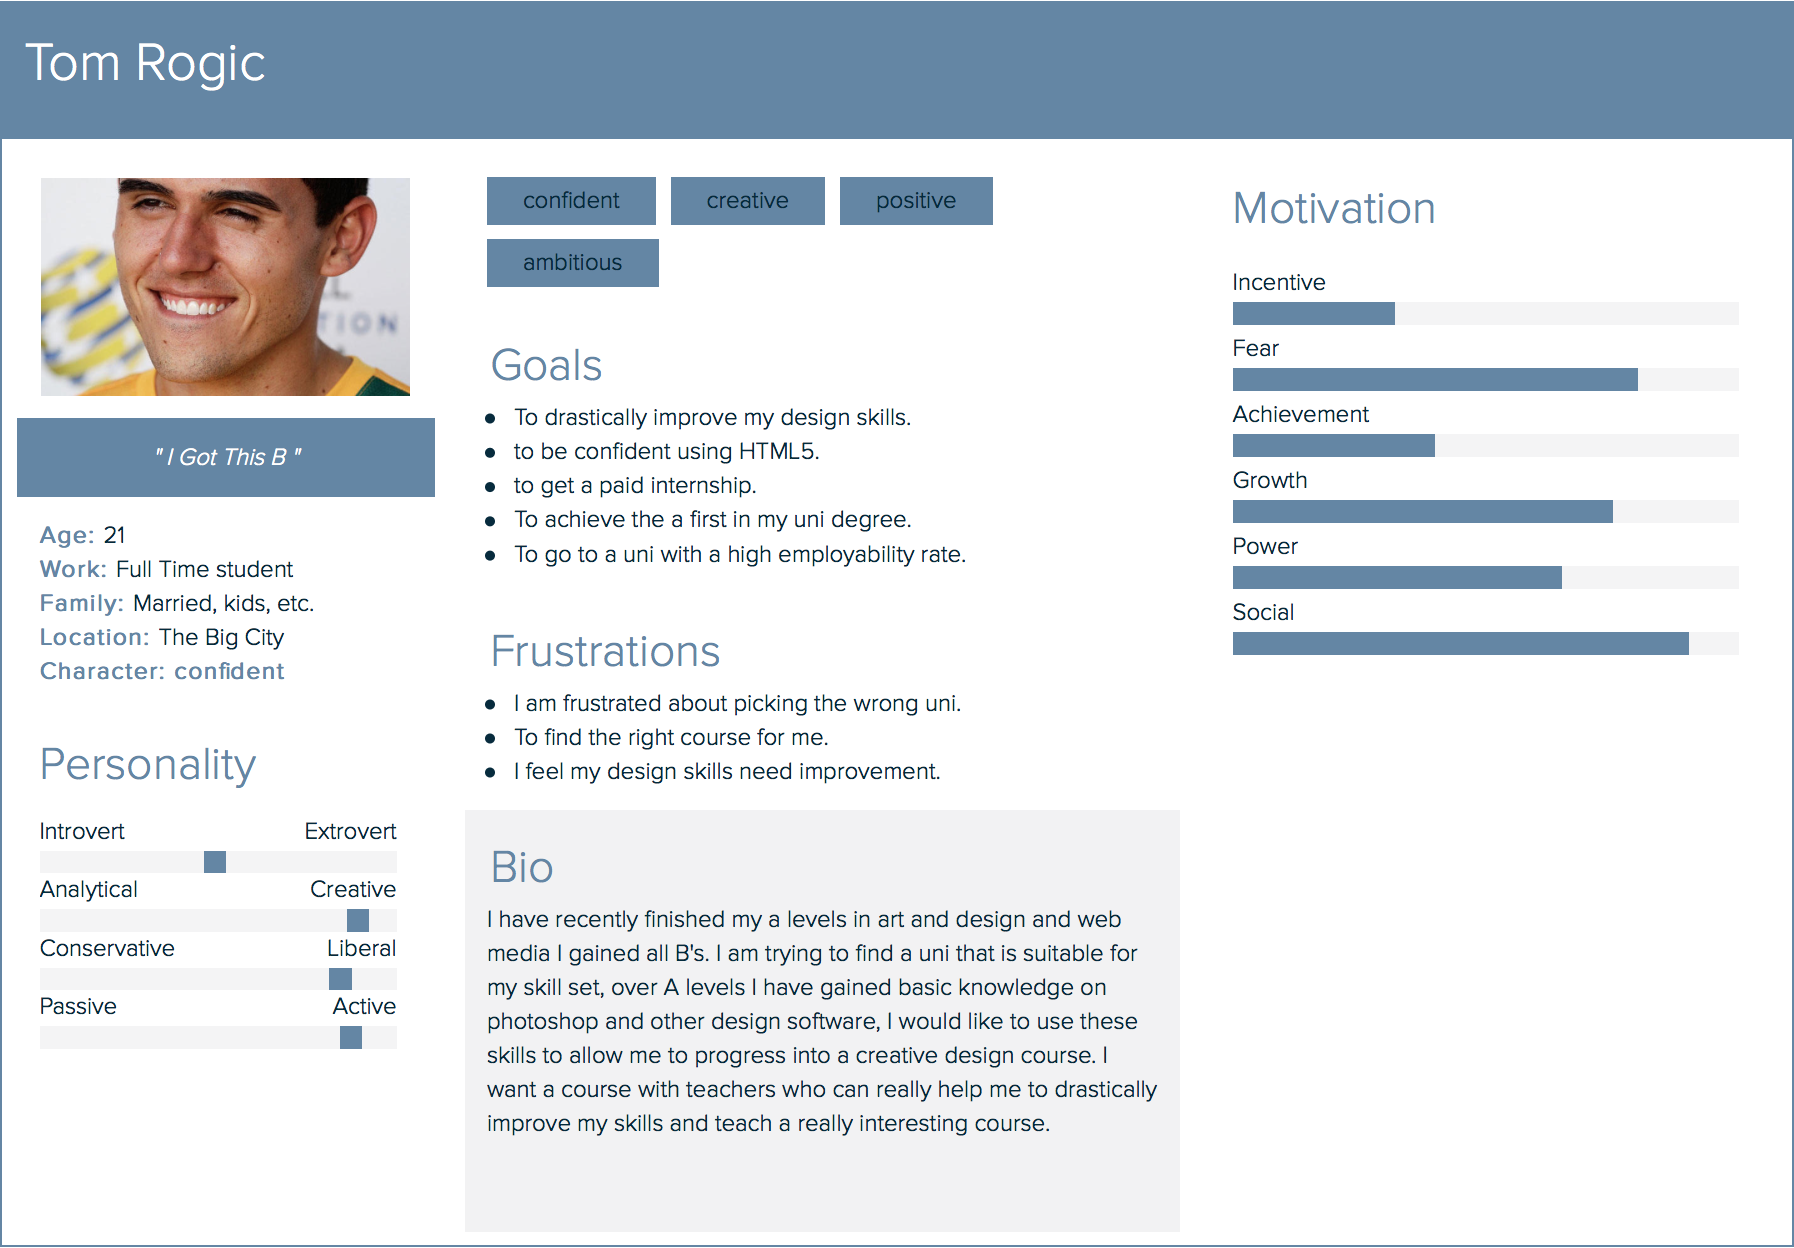 Tom Rogic
TION
" I Got This B "
Age: 21
Work: Full Time student
Family: Married, kids, etc.
Location: The Big City
Character: confident
Personality
Introvert Extrovert
Analytical Creative
Conservative Liberal
Passive Active
confident creative positive
ambitious
Goals
To drastically improve my design skills.
to be confident using HTML5.
to get a paid internship.
To achieve the a first in my uni degree.
To go to a uni with a high employability rate.
Frustrations
I am frustrated about picking the wrong uni.
To find the right course for me.
I feel my design skills need improvement.
Bio
I have recently finished my a levels in art and design and web
media I gained all B's. I am trying to find a uni that is suitable for
my skill set, over A levels I have gained basic knowledge on
photoshop and other design software, I would like to use these
skills to allow me to progress into a creative design course. I
want a course with teachers who can really help me to drastically
improve my skills and teach a really interesting course.
Motivation
Incentive
Fear
Achievement
Growth
Power
Social